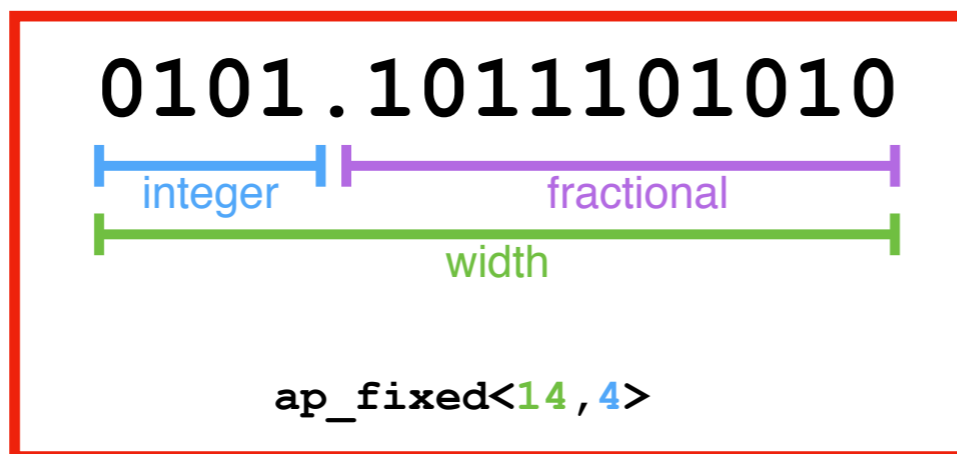 0101.1011101010
integer fractional
width
ap_fixed<14,4>